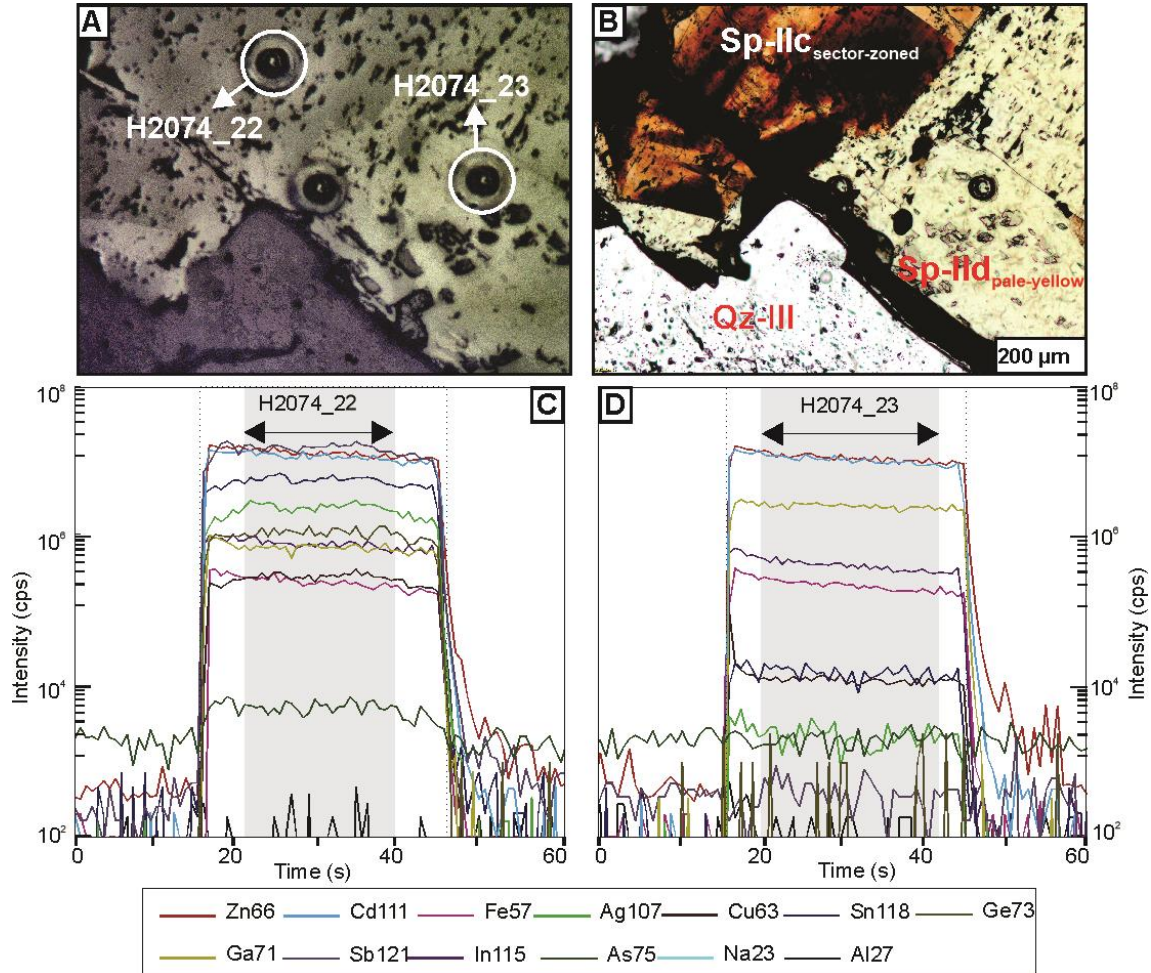 A
H2074_22
H2074_23
B
Sp-IIc sector-zoned
Sp-IId pale-yellow
Qz-III
200 µm
C
H2074_22
10⁸
10⁶
10⁴
10²
Intensity (cps)
0 20 40 60
Time (s)
D
H2074_23
10⁸
10⁶
10⁴
10²
Intensity (cps)
0 20 40 60
Time (s)
Zn66 Cd111 Fe57 Ag107 Cu63 Sn118 Ge73
Ga71 Sb121 In115 As75 Na23 Al27